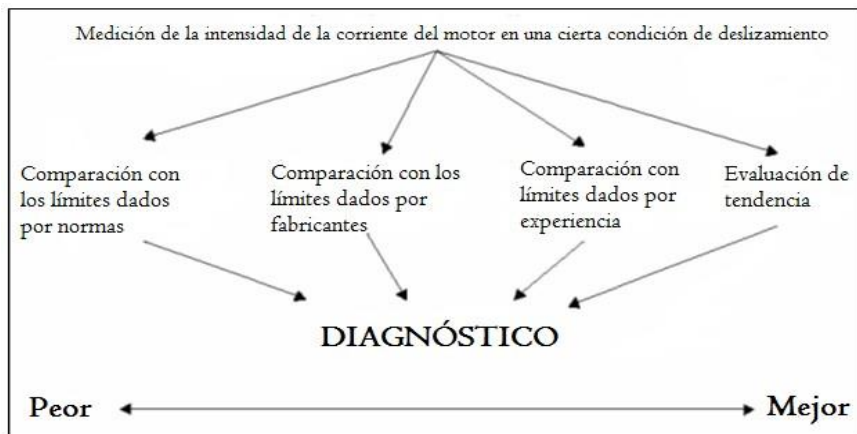 Medición de la intensidad de la corriente del motor en una cierta condición de deslizamiento
Comparación con
los límites dados
por normas
Comparación con los
límites dados por
fabricantes
Comparación con
límites dados por
experiencia
Evaluación de
tendencia
DIAGNÓSTICO
Peor
Mejor